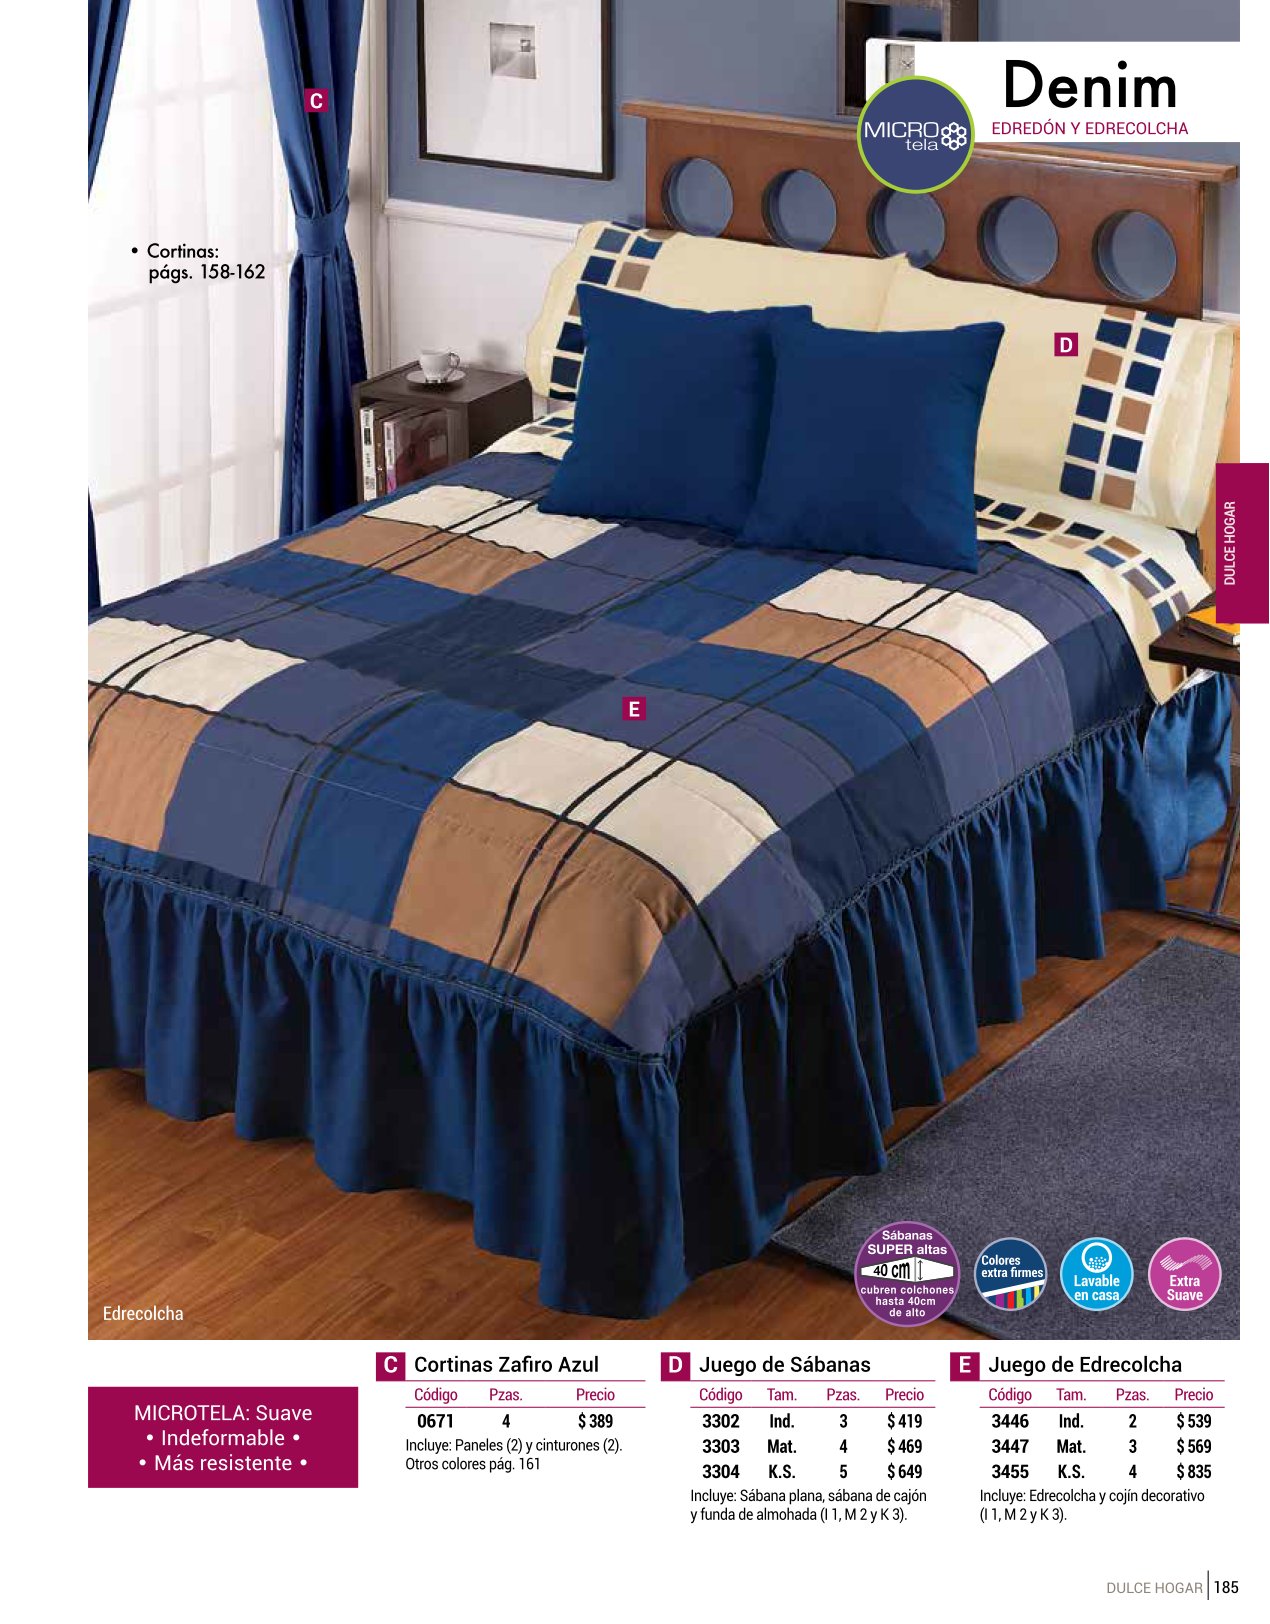 Denim
EDREDÓN Y EDRECOLCHA
MICRO
tela
C
• Cortinas:
págs. 158-162
D
E
DULCE HOGAR
Sábanas
SUPER altas
40 cm
cubren colchones
hasta 40cm
de alto
Colores
extra firmes
Lavable
en casa
Extra
Suave
Edrecolcha
MICROTELA: Suave
• Indeformable •
• Más resistente •
C Cortinas Zafiro Azul
Código Pzas. Precio
0671 4 $ 389
Incluye: Paneles (2) y cinturones (2).
Otros colores pág. 161
D Juego de Sábanas
Código Tam. Pzas. Precio
3302 Ind. 3 $ 419
3303 Mat. 4 $ 469
3304 K.S. 5 $ 649
Incluye: Sábana plana, sábana de cajón
y funda de almohada (I 1, M 2 y K 3).
E Juego de Edrecolcha
Código Tam. Pzas. Precio
3446 Ind. 2 $ 539
3447 Mat. 3 $ 569
3455 K.S. 4 $ 835
Incluye: Edrecolcha y cojín decorativo
(I 1, M 2 y K 3).
DULCE HOGAR 185